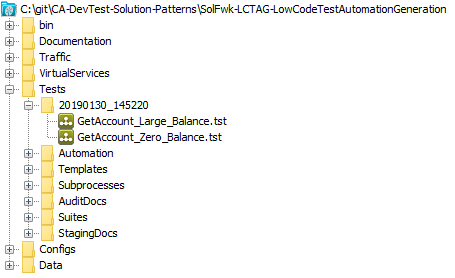 C:\git\CA-DevTest-Solution-Patterns\SolFwk-LCTAG-LowCodeTestAutomationGeneration
bin
Documentation
Traffic
VirtualServices
Tests
20190130_145220
GetAccount_Large_Balance.tst
GetAccount_Zero_Balance.tst
Automation
Templates
Subprocesses
AuditDocs
Suites
StagingDocs
Configs
Data